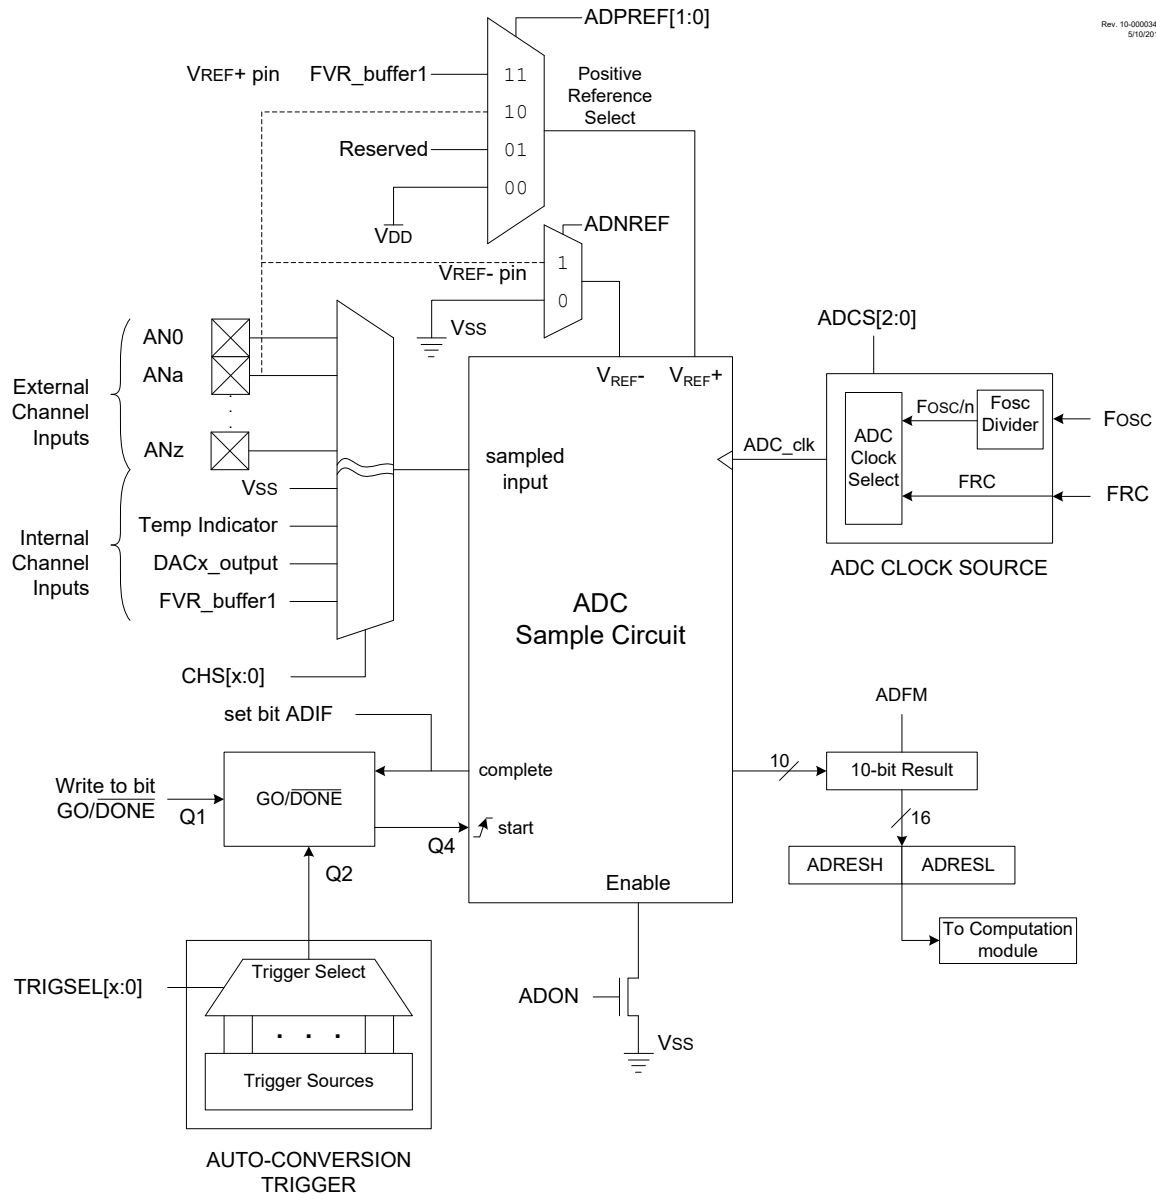 ADPREF[1:0]
Rev. 10-000034
5/10/201
VREF+ pin
FVR_buffer1
11
Positive
Reference
Select
10
Reserved
01
00
VDD
ADNREF
VREF- pin
1
0
VSS
ADCS[2:0]
External
Channel
Inputs
AN0
ANa
ANz
VREF-
VREF+
FOSC/n
Fosc
Divider
FOSC
ADC
Clock
Select
ADC_clk
FRC
FRC
ADC CLOCK SOURCE
sampled
input
VSS
Internal
Channel
Inputs
Temp Indicator
DACx_output
FVR_buffer1
ADC
Sample Circuit
CHS[x:0]
set bit ADIF
ADFM
complete
10
10-bit Result
Write to bit
GO/DONE
Q1
GO/DONE
Q4
start
16
ADRESH
ADRESL
Q2
Enable
To Computation
module
TRIGSEL[x:0]
Trigger Select
. . .
ADON
VSS
Trigger Sources
AUTO-CONVERSION
TRIGGER